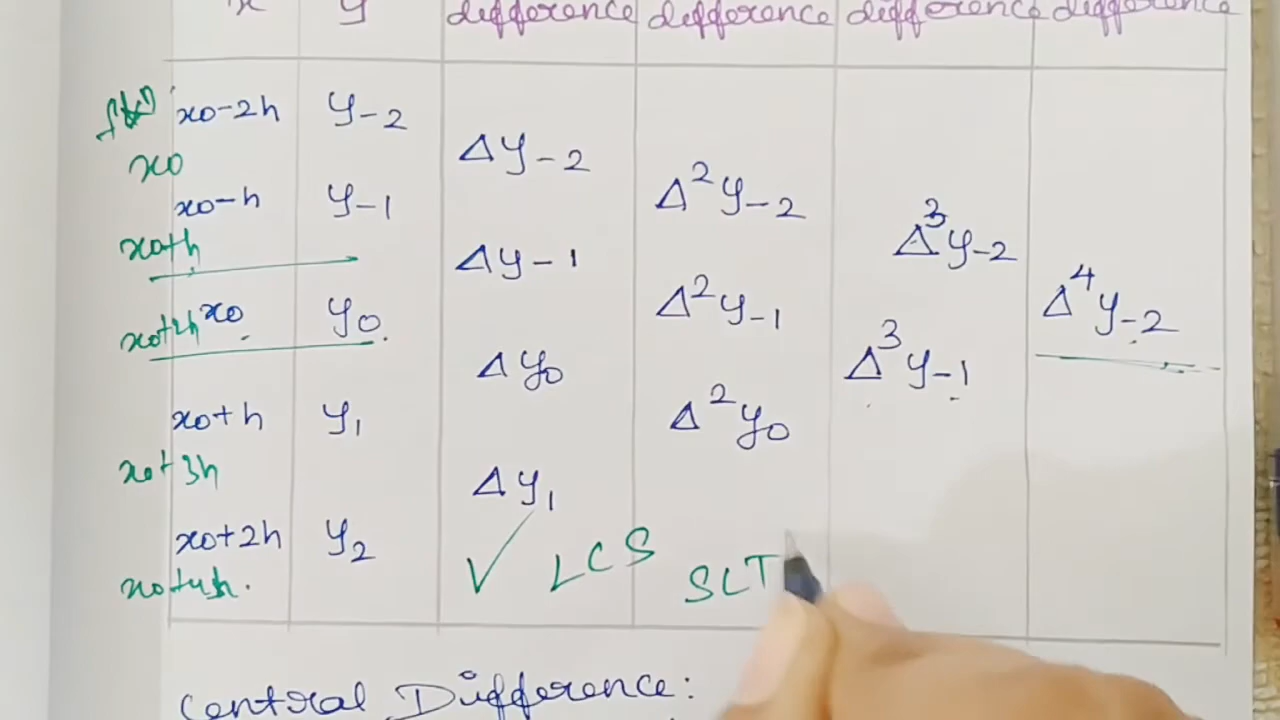 x y difference difference difference difference
x0-2h y-2
Δy-2
x0
Δ²y-2
x0-h y-1
Δ³y-2
x0+h
Δy-1
Δ⁴y-2
Δ²y-1
x0 y0
x0+2h
Δy0 Δ³y-1
x0+h y1 Δ²y0
x0+3h
Δy1
x0+2h y2
✓ LCS SLT
x0+4h.
Central Difference: